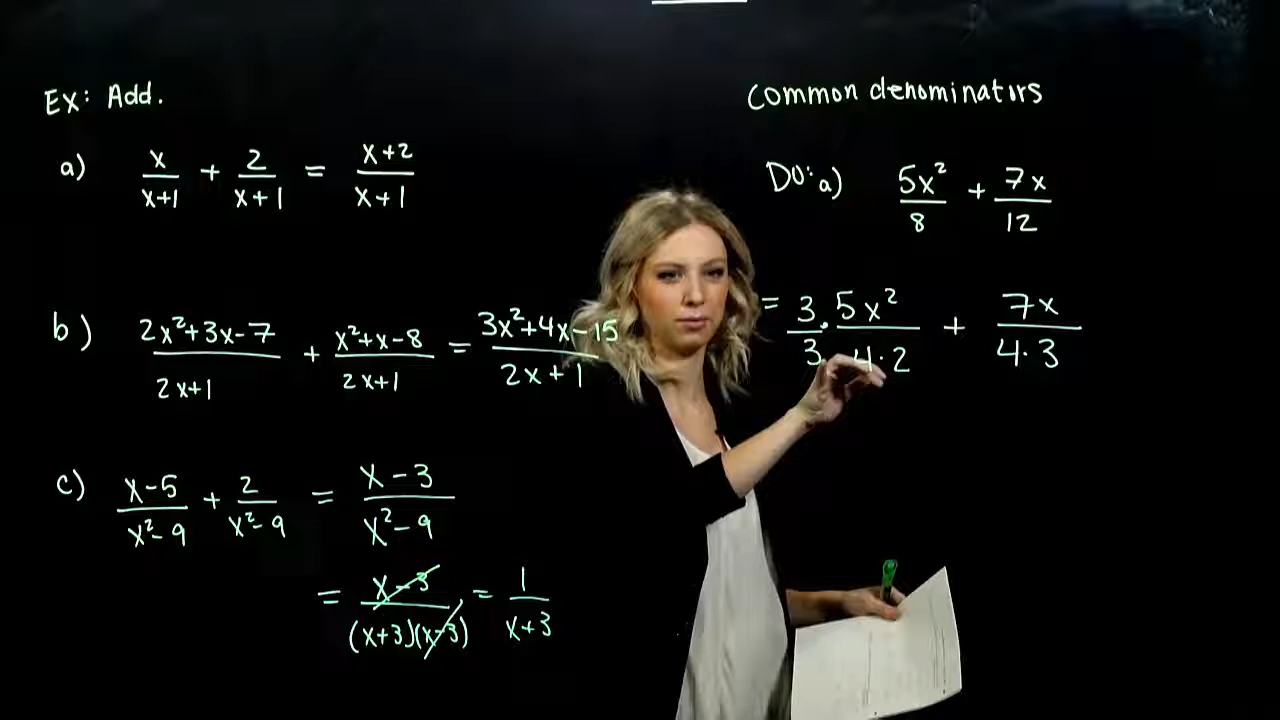 Ex: Add.
a) x/(x+1) + 2/(x+1) = (x+2)/(x+1)
b) (2x²+3x-7)/(2x+1) + (x²+x-8)/(2x+1) = (3x²+4x-15)/(2x+1)
c) (x-5)/(x²-9) + 2/(x²-9) = (x-3)/(x²-9)
= (x-3)/((x+3)(x-3)) = 1/(x+3)
Common denominators
DO: a) 5x²/8 + 7x/12
= 3/3 · 5x²/(4·2) + 7x/(4·3)